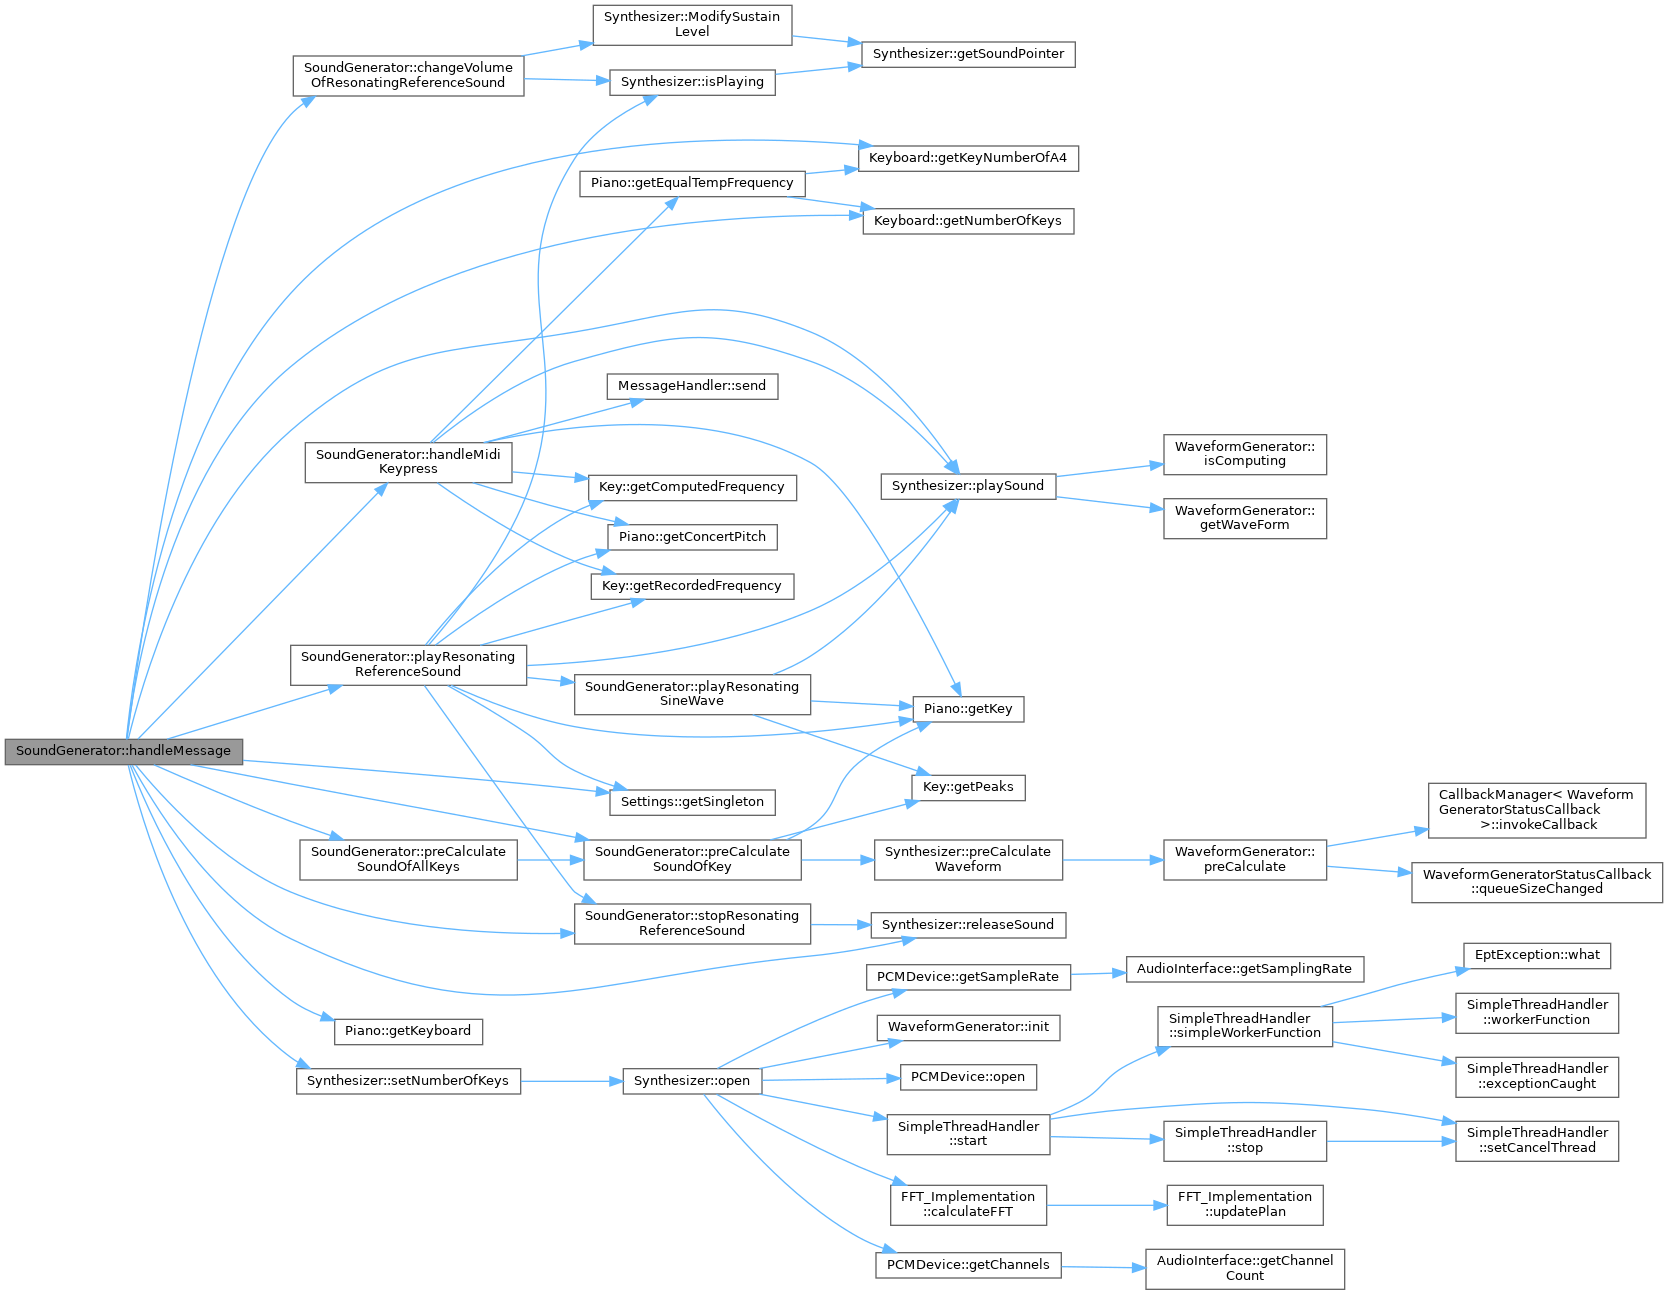 Synthesizer::ModifySustain
Level
SoundGenerator::changeVolume
OfResonatingReferenceSound
Synthesizer::getSoundPointer
Synthesizer::isPlaying
Keyboard::getKeyNumberOfA4
Piano::getEqualTempFrequency
Keyboard::getNumberOfKeys
MessageHandler::send
SoundGenerator::handleMidi
Keypress
Key::getComputedFrequency
Synthesizer::playSound
WaveformGenerator::
isComputing
WaveformGenerator::
getWaveForm
Piano::getConcertPitch
Key::getRecordedFrequency
SoundGenerator::playResonating
ReferenceSound
SoundGenerator::playResonating
SineWave
Piano::getKey
SoundGenerator::handleMessage
Key::getPeaks
Settings::getSingleton
CallbackManager< Waveform
GeneratorStatusCallback
>::invokeCallback
SoundGenerator::preCalculate
SoundOfAllKeys
SoundGenerator::preCalculate
SoundOfKey
Synthesizer::preCalculate
Waveform
WaveformGenerator::
preCalculate
WaveformGeneratorStatusCallback
::queueSizeChanged
SoundGenerator::stopResonating
ReferenceSound
Synthesizer::releaseSound
EptException::what
PCMDevice::getSampleRate
AudioInterface::getSamplingRate
SimpleThreadHandler
::workerFunction
Piano::getKeyboard
WaveformGenerator::init
SimpleThreadHandler
::simpleWorkerFunction
Synthesizer::setNumberOfKeys
Synthesizer::open
PCMDevice::open
SimpleThreadHandler
::exceptionCaught
SimpleThreadHandler
::start
SimpleThreadHandler
::stop
SimpleThreadHandler
::setCancelThread
FFT_Implementation
::calculateFFT
FFT_Implementation
::updatePlan
PCMDevice::getChannels
AudioInterface::getChannel
Count